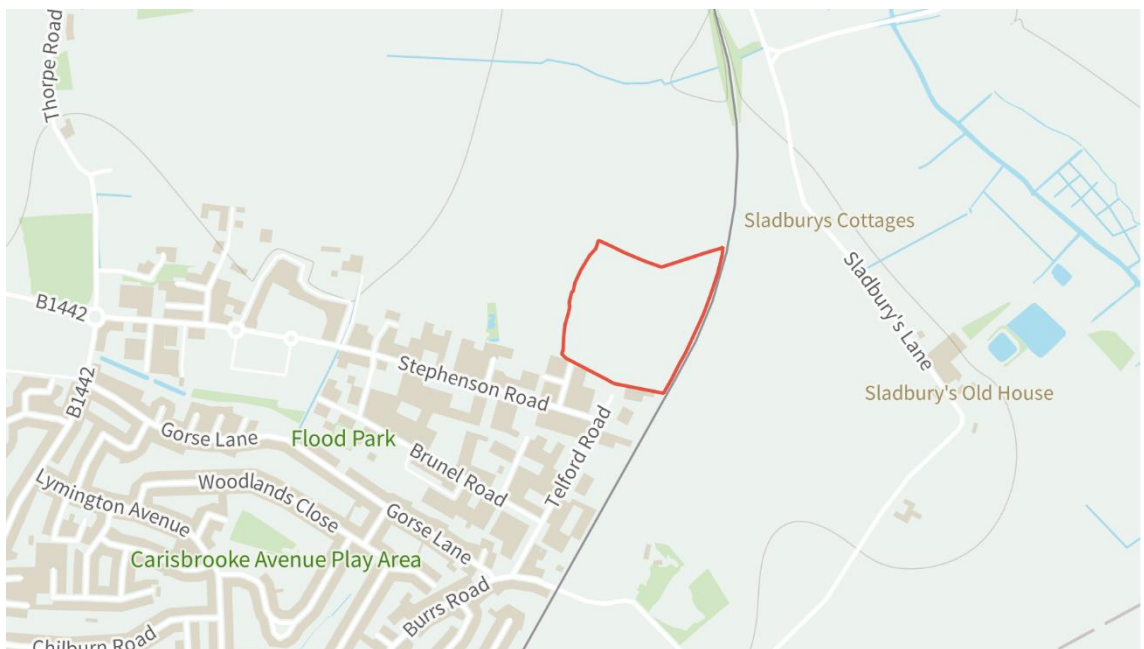 Thorpe Road
Sladburys Cottages
Sladbury's Lane
B1442
Stephenson Road
Sladbury's Old House
B1442
Gorse Lane
Flood Park
Telford Road
Brunel Road
Woodlands Close
Lymington Avenue
Gorse Lane
Carisbrooke Avenue Play Area
Burrs Road
Chilburn Road